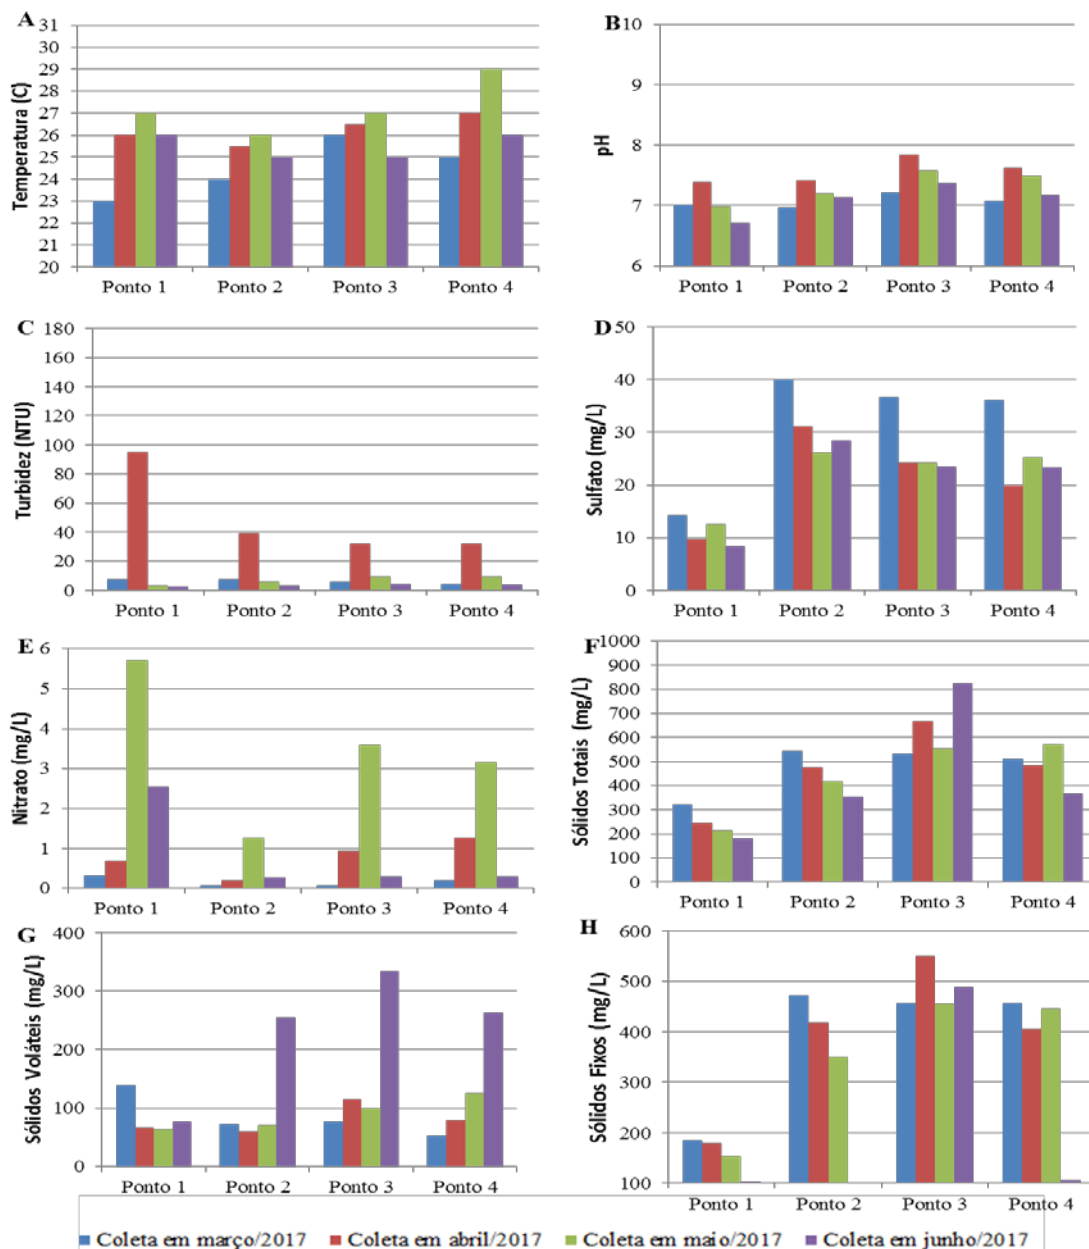 A
Temperatura (C)
31
30
29
28
27
26
25
24
23
22
21
20
Ponto 1 Ponto 2 Ponto 3 Ponto 4
B
pH
10
9
8
7
6
Ponto 1 Ponto 2 Ponto 3 Ponto 4
C
Turbidez (NTU)
180
160
140
120
100
80
60
40
20
0
Ponto 1 Ponto 2 Ponto 3 Ponto 4
D
Sulfato (mg/L)
50
40
30
20
10
0
Ponto 1 Ponto 2 Ponto 3 Ponto 4
E
Nitrato (mg/L)
6
5
4
3
2
1
0
Ponto 1 Ponto 2 Ponto 3 Ponto 4
F
Sólidos Totais (mg/L)
1000
900
800
700
600
500
400
300
200
100
0
Ponto 1 Ponto 2 Ponto 3 Ponto 4
G
Sólidos Voláteis (mg/L)
400
300
200
100
0
Ponto 1 Ponto 2 Ponto 3 Ponto 4
H
Sólidos Fixos (mg/L)
600
500
400
300
200
100
Ponto 1 Ponto 2 Ponto 3 Ponto 4
Coleta em março/2017 Coleta em abril/2017 Coleta em maio/2017 Coleta em junho/2017